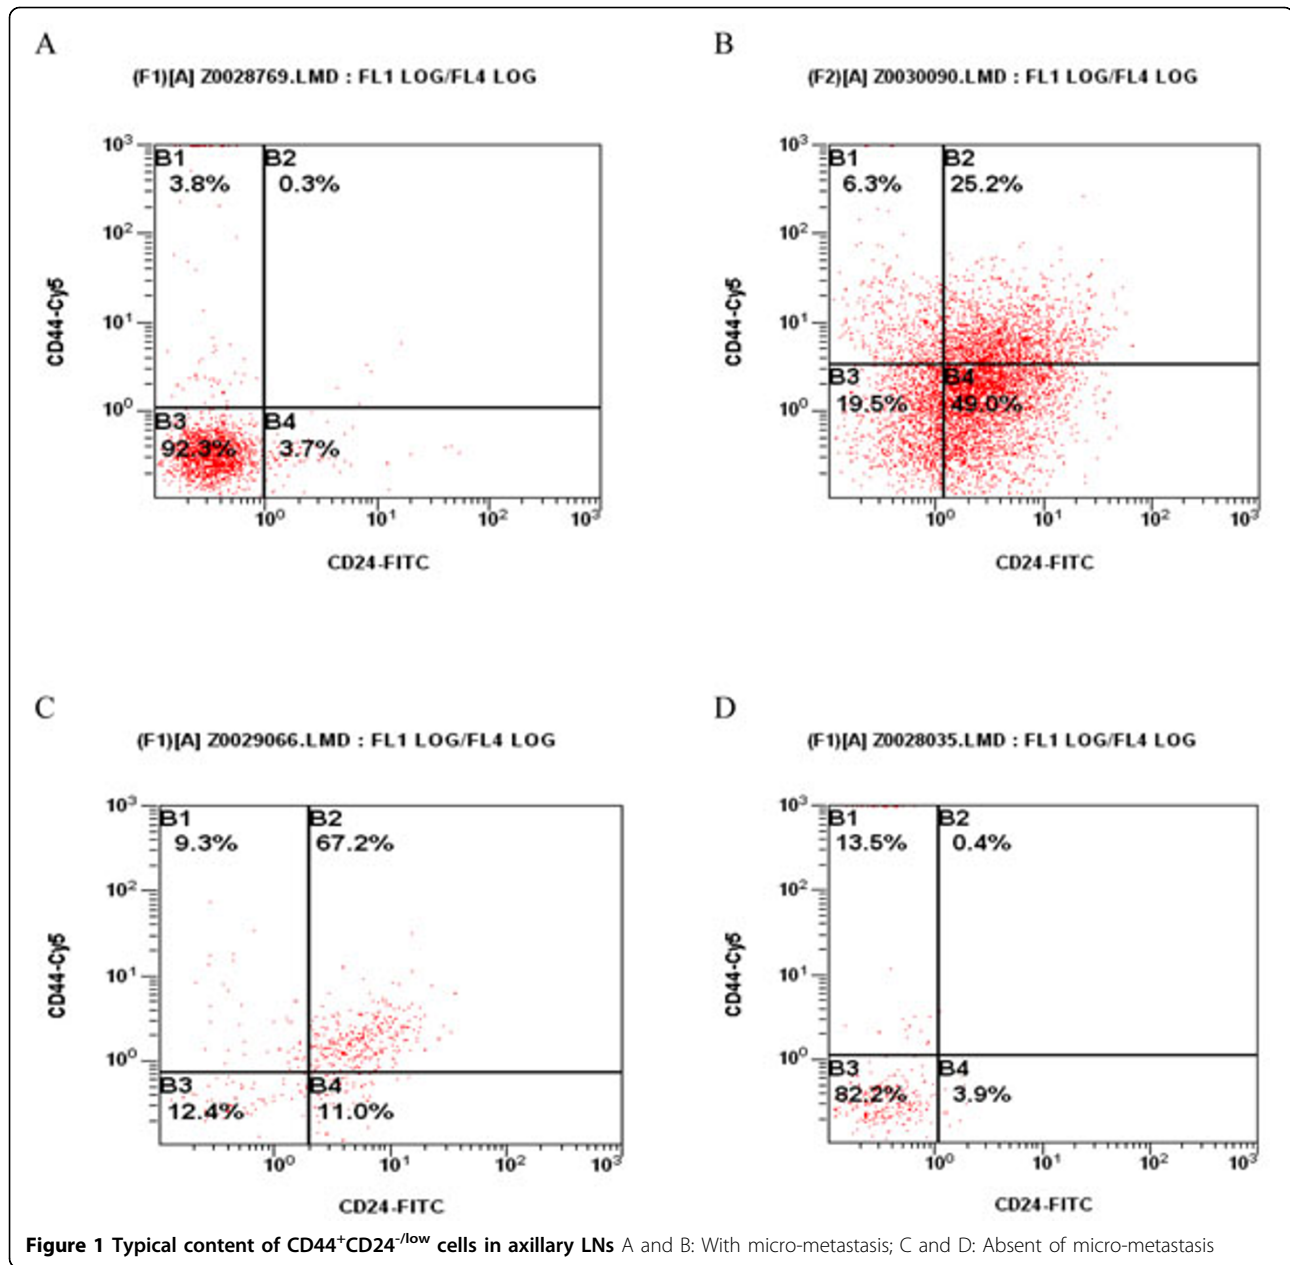 A
(F1)[A] Z0028769.LMD : FL1 LOG/FL4 LOG
10³
B1
B2
3.8%
0.3%
10²
CD44-Cy5
10¹
10⁰
B3
B4
92.3%
3.7%
10⁰ 10¹ 10² 10³
CD24-FITC
B
(F2)[A] Z0030090.LMD : FL1 LOG/FL4 LOG
10³
B1
B2
6.3%
25.2%
10²
CD44-Cy5
10¹
B3
B4
10⁰
19.5%
49.0%
10⁰ 10¹ 10² 10³
CD24-FITC
C
(F1)[A] Z0029066.LMD : FL1 LOG/FL4 LOG
10³
B1
B2
9.3%
67.2%
10²
CD44-Cy5
10¹
10⁰
B3
B4
12.4%
11.0%
10⁰ 10¹ 10² 10³
CD24-FITC
D
(F1)[A] Z0028035.LMD : FL1 LOG/FL4 LOG
10³
B1
B2
13.5%
0.4%
10²
CD44-Cy5
10¹
10⁰
B3
B4
82.2%
3.9%
10⁰ 10¹ 10² 10³
CD24-FITC
Figure 1 Typical content of CD44⁺CD24⁻/ˡᵒʷ cells in axillary LNs A and B: With micro-metastasis; C and D: Absent of micro-metastasis